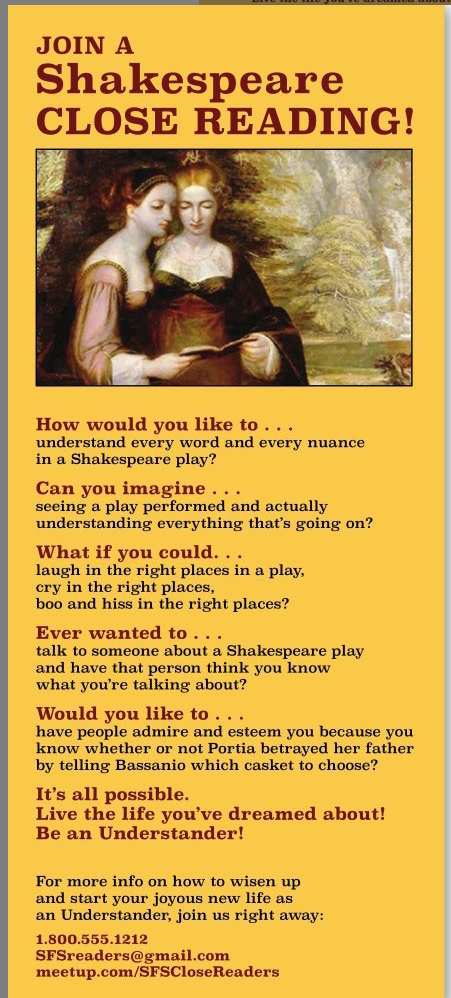 Live the life you've dreamed about
JOIN A
Shakespeare
CLOSE READING!
How would you like to . . .
understand every word and every nuance
in a Shakespeare play?
Can you imagine . . .
seeing a play performed and actually
understanding everything that's going on?
What if you could. . .
laugh in the right places in a play,
cry in the right places,
boo and hiss in the right places?
Ever wanted to . . .
talk to someone about a Shakespeare play
and have that person think you know
what you're talking about?
Would you like to . . .
have people admire and esteem you because you
know whether or not Portia betrayed her father
by telling Bassanio which casket to choose?
It's all possible.
Live the life you've dreamed about!
Be an Understander!
For more info on how to wisen up
and start your joyous new life as
an Understander, join us right away:
1.800.555.1212
SFSreaders@gmail.com
meetup.com/SFSCloseReaders